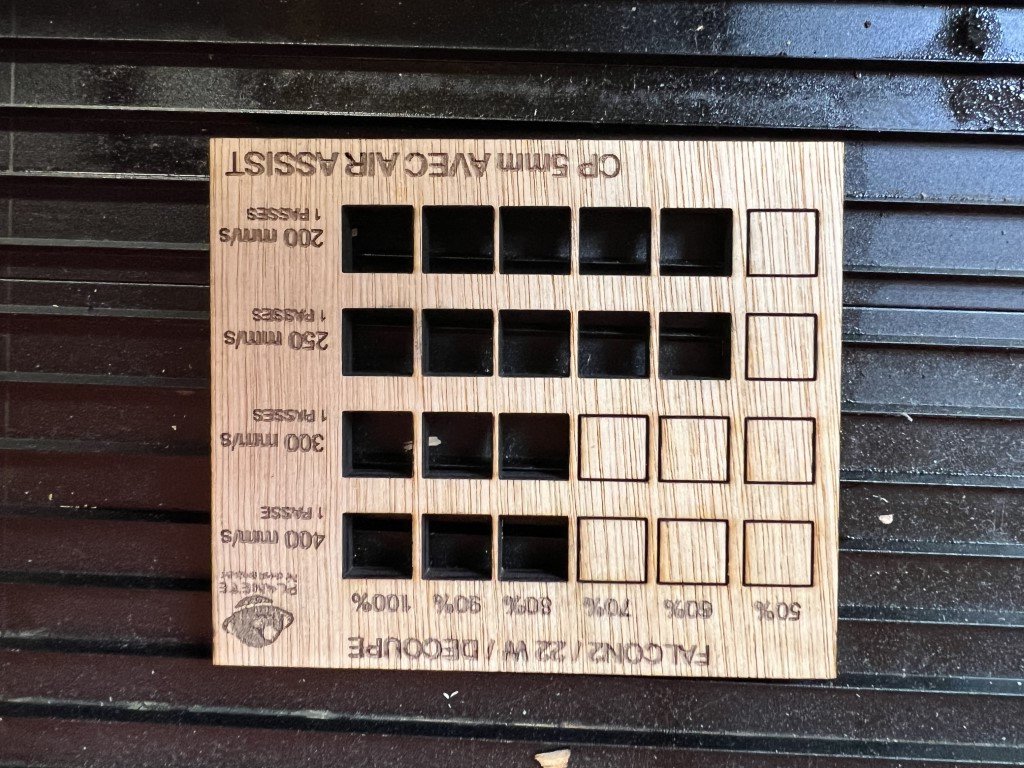 FALCON2 / 22 W / DECOUPE
50% 60% 70% 80% 90% 100%
PLANETE
400 mm/s
1 PASSE
300 mm/s
1 PASSES
250 mm/s
1 PASSES
200 mm/s
1 PASSES
CP 5mm AVEC AIR ASSIST